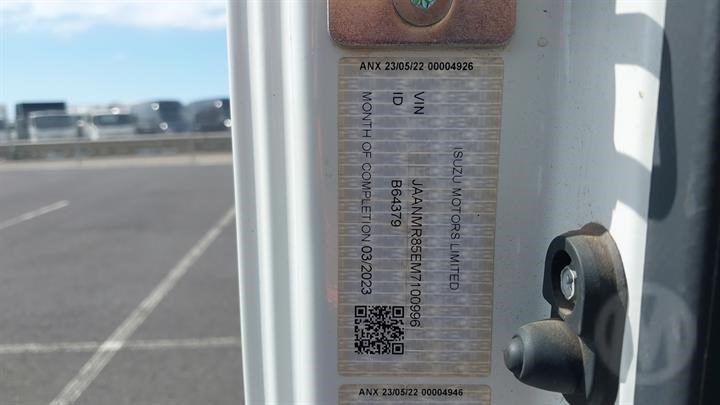 ANX 23/05/22 00004926
ISUZU MOTORS LIMITED
VIN JAANMR85EM7100996
ID B64379
MONTH OF COMPLETION 03/2023
ANX 23/05/22 00004946